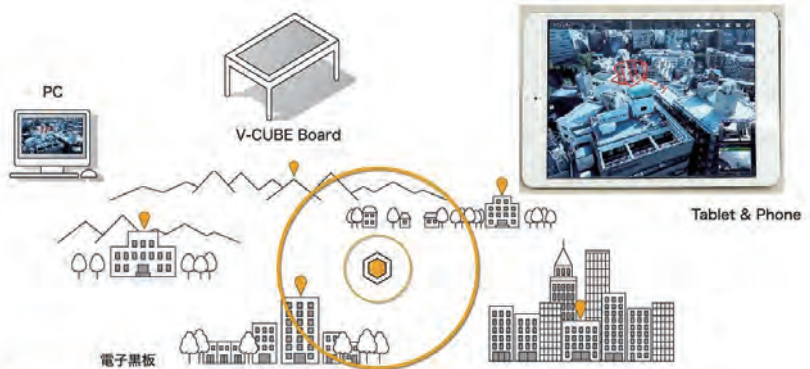 PC
V-CUBE Board
Tablet & Phone
電子黒板